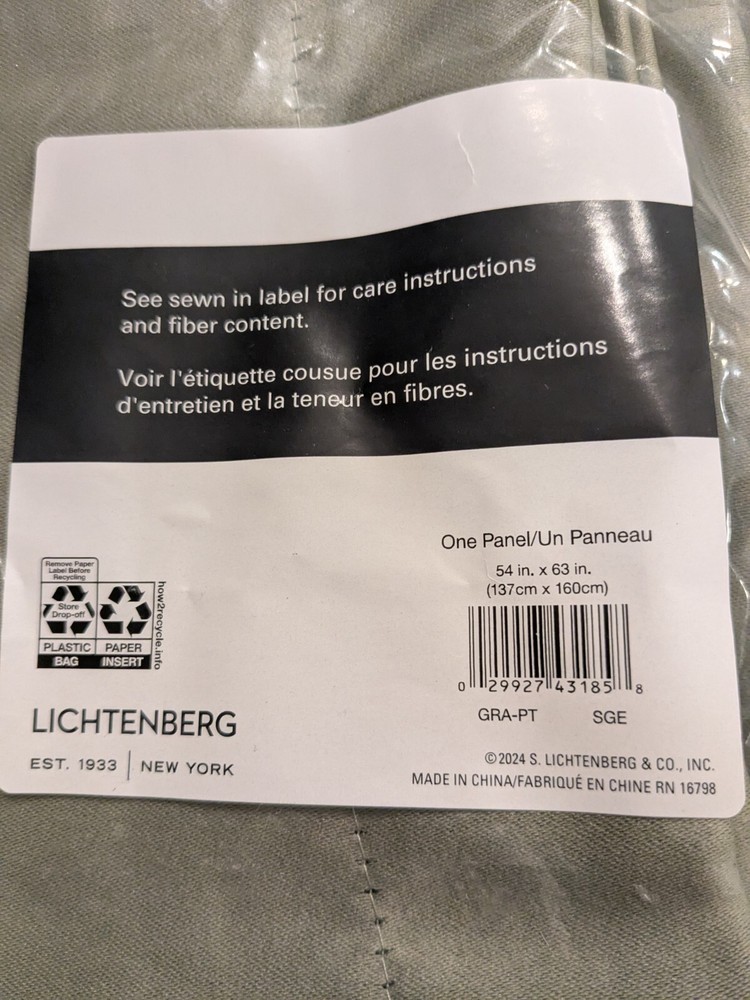 See sewn in label for care instructions
and fiber content.
Voir l'étiquette cousue pour les instructions
d'entretien et la teneur en fibres.
One Panel/Un Panneau
54 in. x 63 in.
(137cm x 160cm)
0 29927 43185 8
GRA-PT SGE
Remove Paper
Label Before
Recycling
Store
Drop-off
PLASTIC PAPER
BAG INSERT
how2recycle.info
LICHTENBERG
EST. 1933 | NEW YORK
©2024 S. LICHTENBERG & CO., INC.
MADE IN CHINA/FABRIQUÉ EN CHINE RN 16798